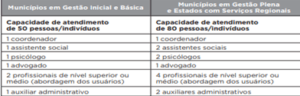 Municípios em Gestão Inicial e Básica
Municípios em Gestão Plena
e Estados com Serviços Regionais
Capacidade de atendimento
de 50 pessoas/indivíduos
Capacidade de atendimento
de 80 pessoas/indivíduos
1 coordenador
1 coordenador
1 assistente social
2 assistentes sociais
1 psicólogo
2 psicólogos
1 advogado
1 advogado
2 profissionais de nível superior ou
médio (abordagem dos usuários)
4 profissionais de nível superior ou
médio (abordagem dos usuários)
1 auxiliar administrativo
2 auxiliares administrativos